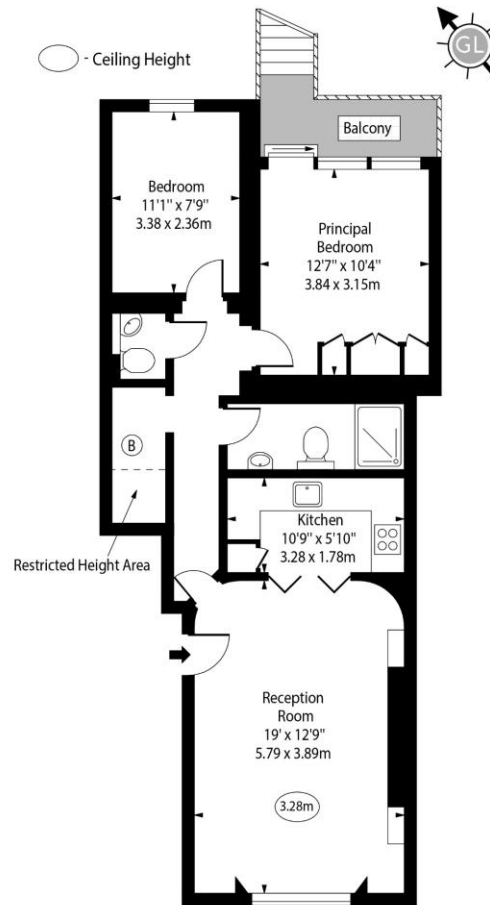 - Ceiling Height
GL
Balcony
Bedroom
11'1" x 7'9"
3.38 x 2.36m
Principal
Bedroom
12'7" x 10'4"
3.84 x 3.15m
B
Kitchen
10'9" x 5'10"
3.28 x 1.78m
Restricted Height Area
Reception
Room
19' x 12'9"
5.79 x 3.89m
3.28m